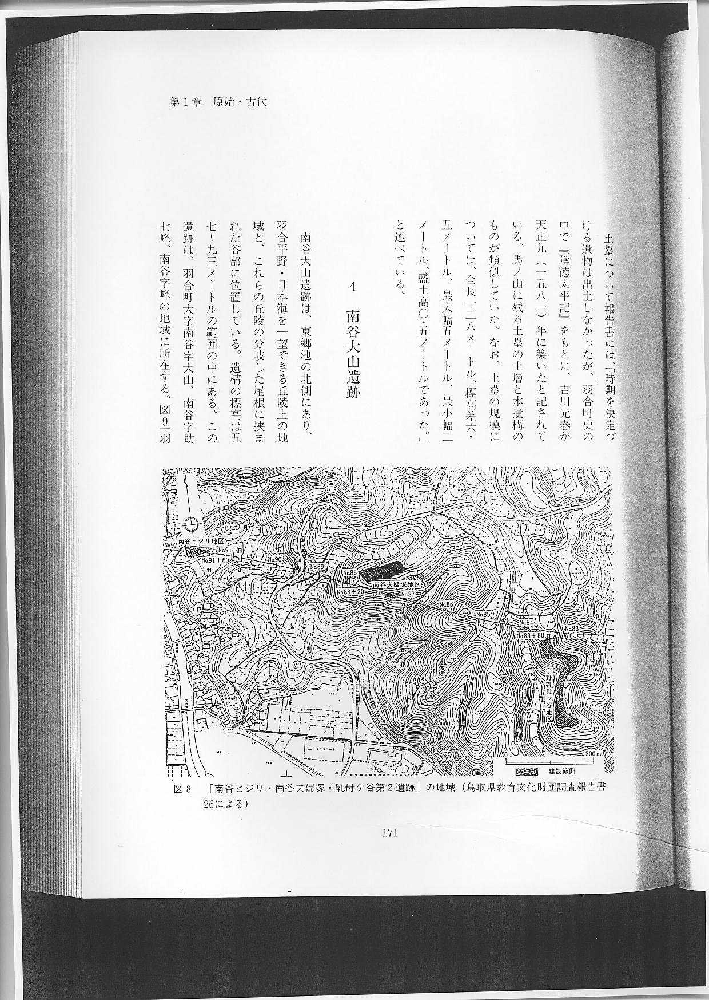 第1章　原始・古代
土塁について報告書には、「時期を決定づ
ける遺物は出土しなかったが、羽合町史の
中で『陰徳太平記』をもとに、吉川元春が
天正九（一五八一）年に築いたと記されて
いる、馬ノ山に残る土塁の土層と本遺構の
ものが類似していた。なお、土塁の規模に
ついては、全長一二八メートル、標高差六・
五メートル、最大幅五メートル、最小幅二
メートル、盛土高〇・五メートルであった。」
と述べている。
4　南谷大山遺跡
南谷大山遺跡は、東郷池の北側にあり、
羽合平野・日本海を一望できる丘陵上の地
域と、これらの丘陵の分岐した尾根に挟ま
れた谷部に位置している。遺構の標高は五
七〜九三メートルの範囲の中にある。この
遺跡は、羽合町大字南谷字大山、南谷字助
七峰、南谷字峰の地域に所在する。図9「羽
南谷ヒジリ地区
No.92
No.91
伯
No.91+60
No.90
郡
No.89
No.88
南谷夫婦塚地区
No.88+20
No.87
No.86
No.85
No.84
No.83
No.83+80
宇野乳母ヶ谷地区
テニスコート
0
200m
建設範囲
図8　「南谷ヒジリ・南谷夫婦塚・乳母ケ谷第2遺跡」の地域（鳥取県教育文化財団調査報告書
26による）
171